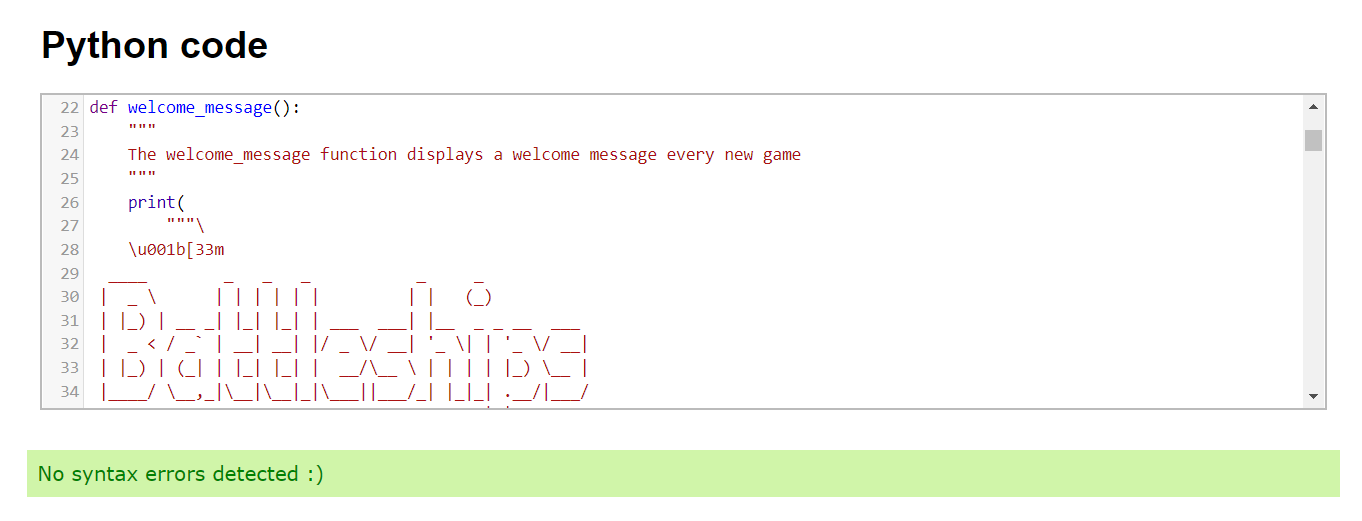 Python code
22 def welcome_message():
23     """
24     The welcome_message function displays a welcome message every new game
25     """
26     print(
27         """\
28     \u001b[33m
29   ____        _   _   _           _     _
30  |  _ \      | | | | | |         | |   (_)
31  | |_) | __ _| |_| |_| | ___  ___| |__  _ _ __  ___
32  |  _ < / _` | __| __| |/ _ \/ __| '_ \| | '_ \/ __|
33  | |_) | (_| | |_| |_| |  __/\__ \ | | | | |_) \__ |
34  |____/ \__,_|\__|\__|_|\___||___/_| |_|_| .__/|___/
No syntax errors detected :)